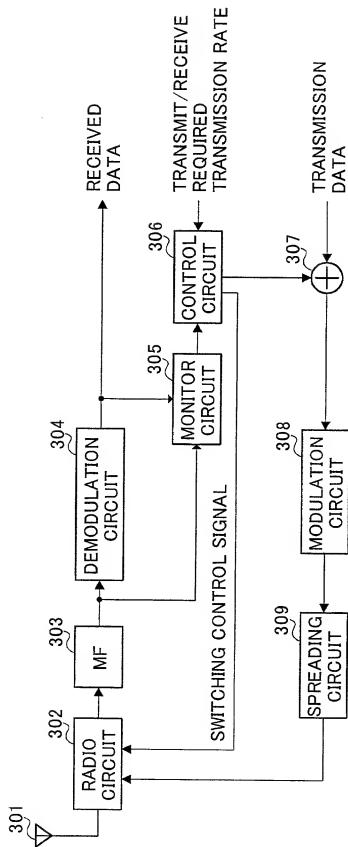 301
302
RADIO
CIRCUIT
303
MF
304
DEMODULATION
CIRCUIT
RECEIVED
DATA
305
MONITOR
CIRCUIT
306
CONTROL
CIRCUIT
TRANSMIT/RECEIVE
REQUIRED
TRANSMISSION RATE
SWITCHING CONTROL SIGNAL
309
SPREADING
CIRCUIT
308
MODULATION
CIRCUIT
307
+
TRANSMISSION
DATA